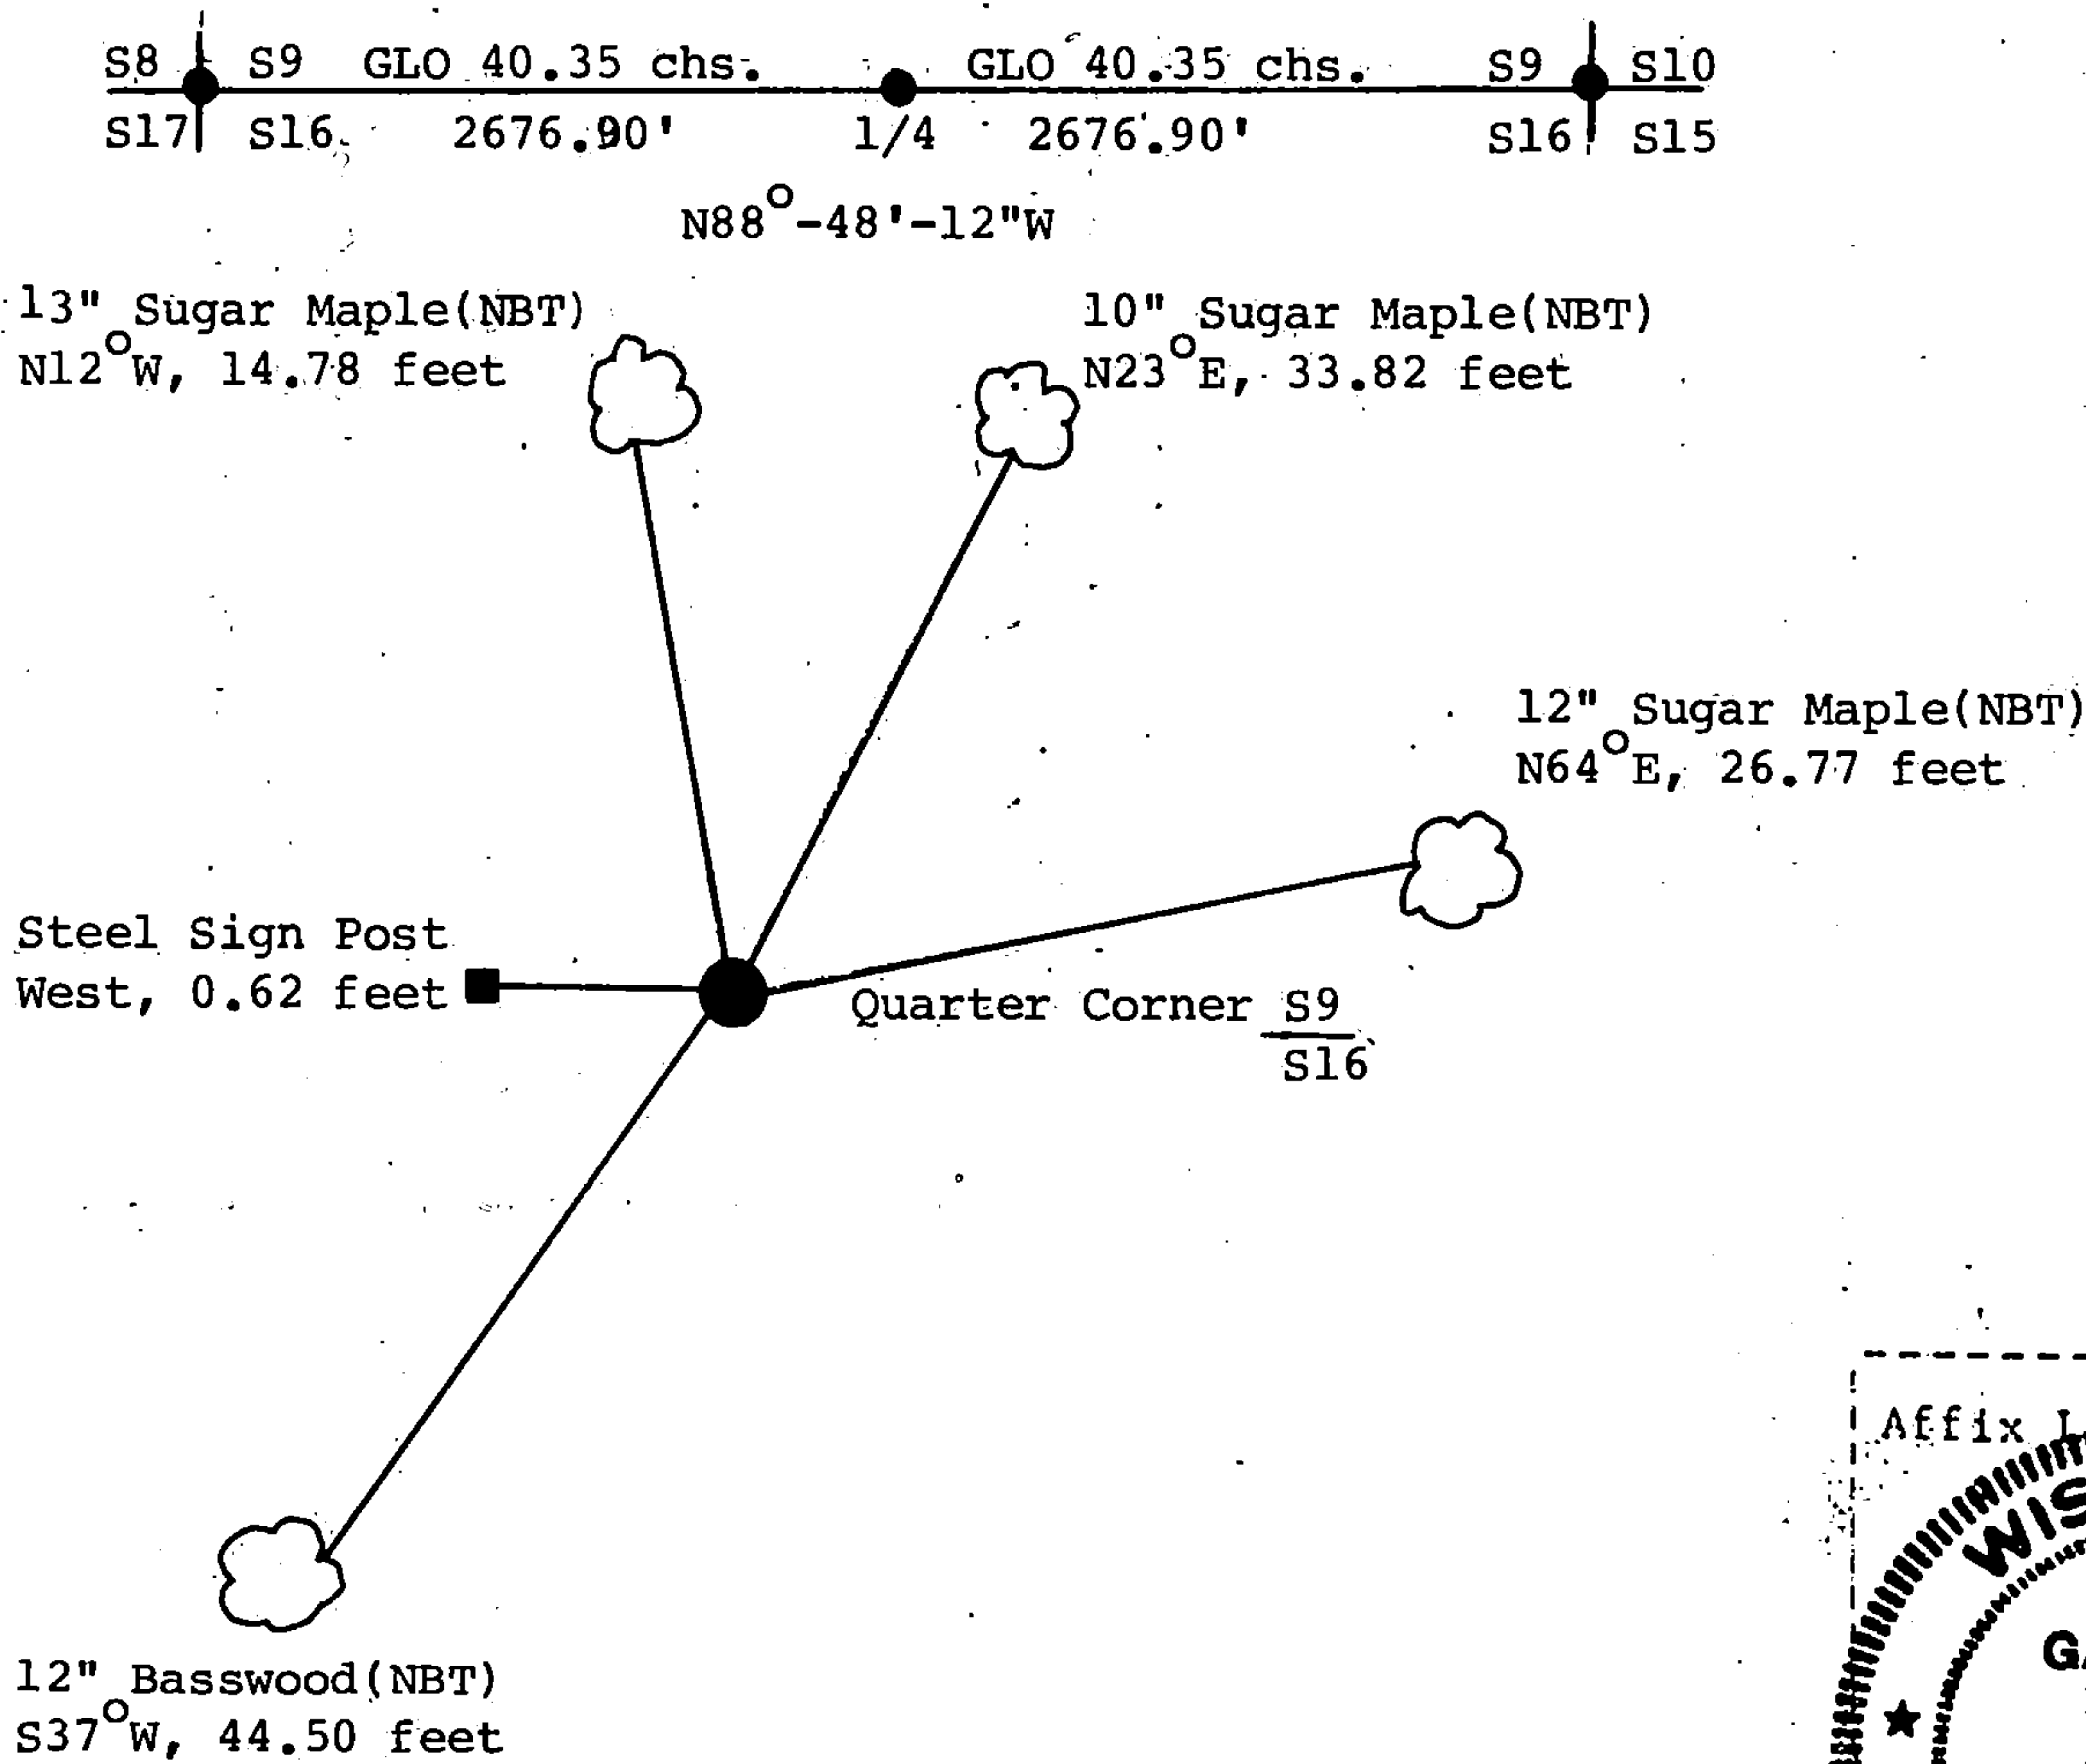 S8 S9 GLO 40.35 chs. GLO 40.35 chs. S9 S10
S17 S16 2676.90' 1/4 2676.90' S16 S15
N88°-48'-12"W
13" Sugar Maple(NBT)
N12°W, 14.78 feet
10" Sugar Maple(NBT)
N23°E, 33.82 feet
12" Sugar Maple(NBT)
N64°E, 26.77 feet
Steel Sign Post
West, 0.62 feet
Quarter Corner S9
S16
Affix
WIS
12" Basswood(NBT)
S37°W, 44.50 feet